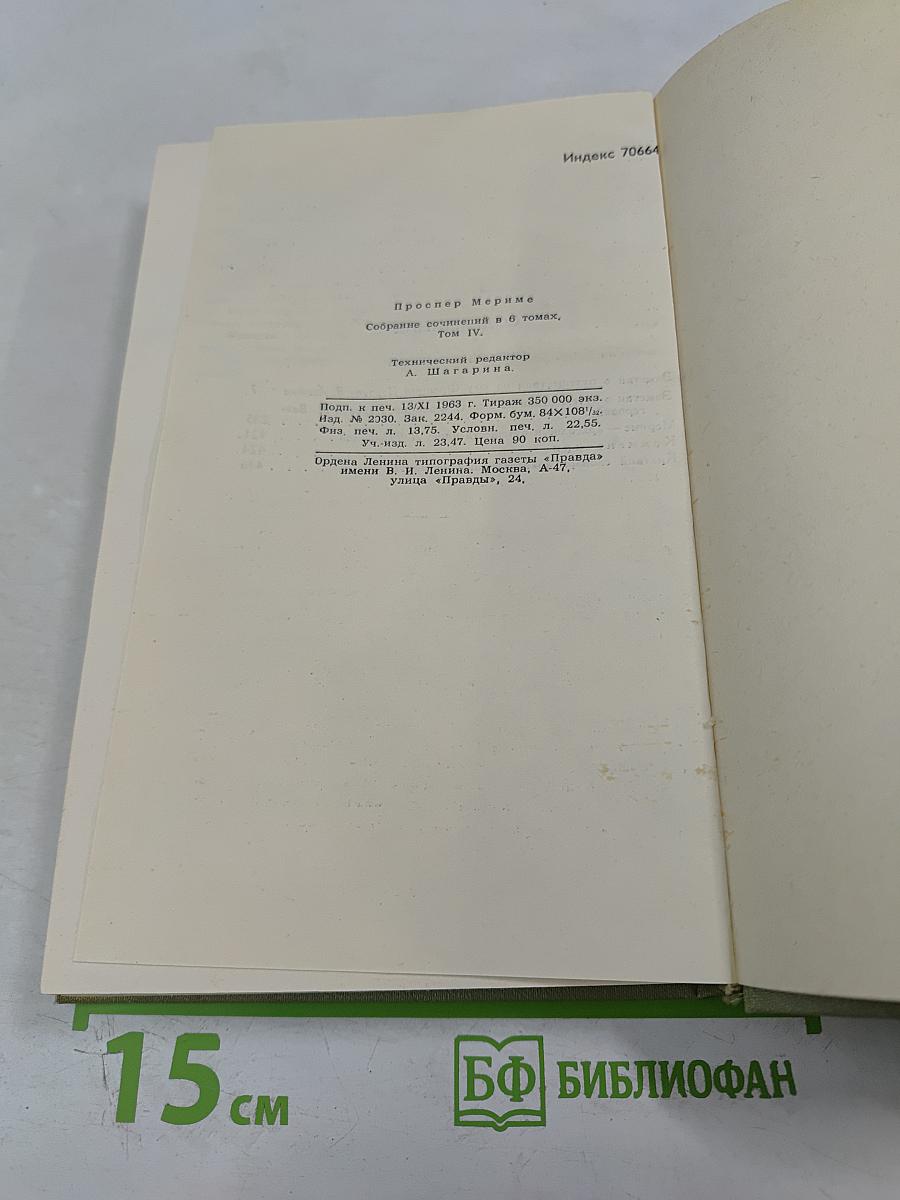 Индекс 70664
Проспер Мериме
Собрание сочинений в 6 томах.
Том IV.
Технический редактор
А. Шагарина.
Подп. к печ. 13/XI 1963 г. Тираж 350 000 экз.
Изд. № 2030. Зак. 2244. Форм. бум. 84×108¹/₃₂.
Физ. печ. л. 13,75. Условн. печ. л. 22,55.
Уч.-изд. л. 23,47. Цена 90 коп.
Ордена Ленина типография газеты «Правда»
имени В. И. Ленина. Москва, А-47,
улица «Правды», 24.
15 см
БФ БИБЛИОФАН